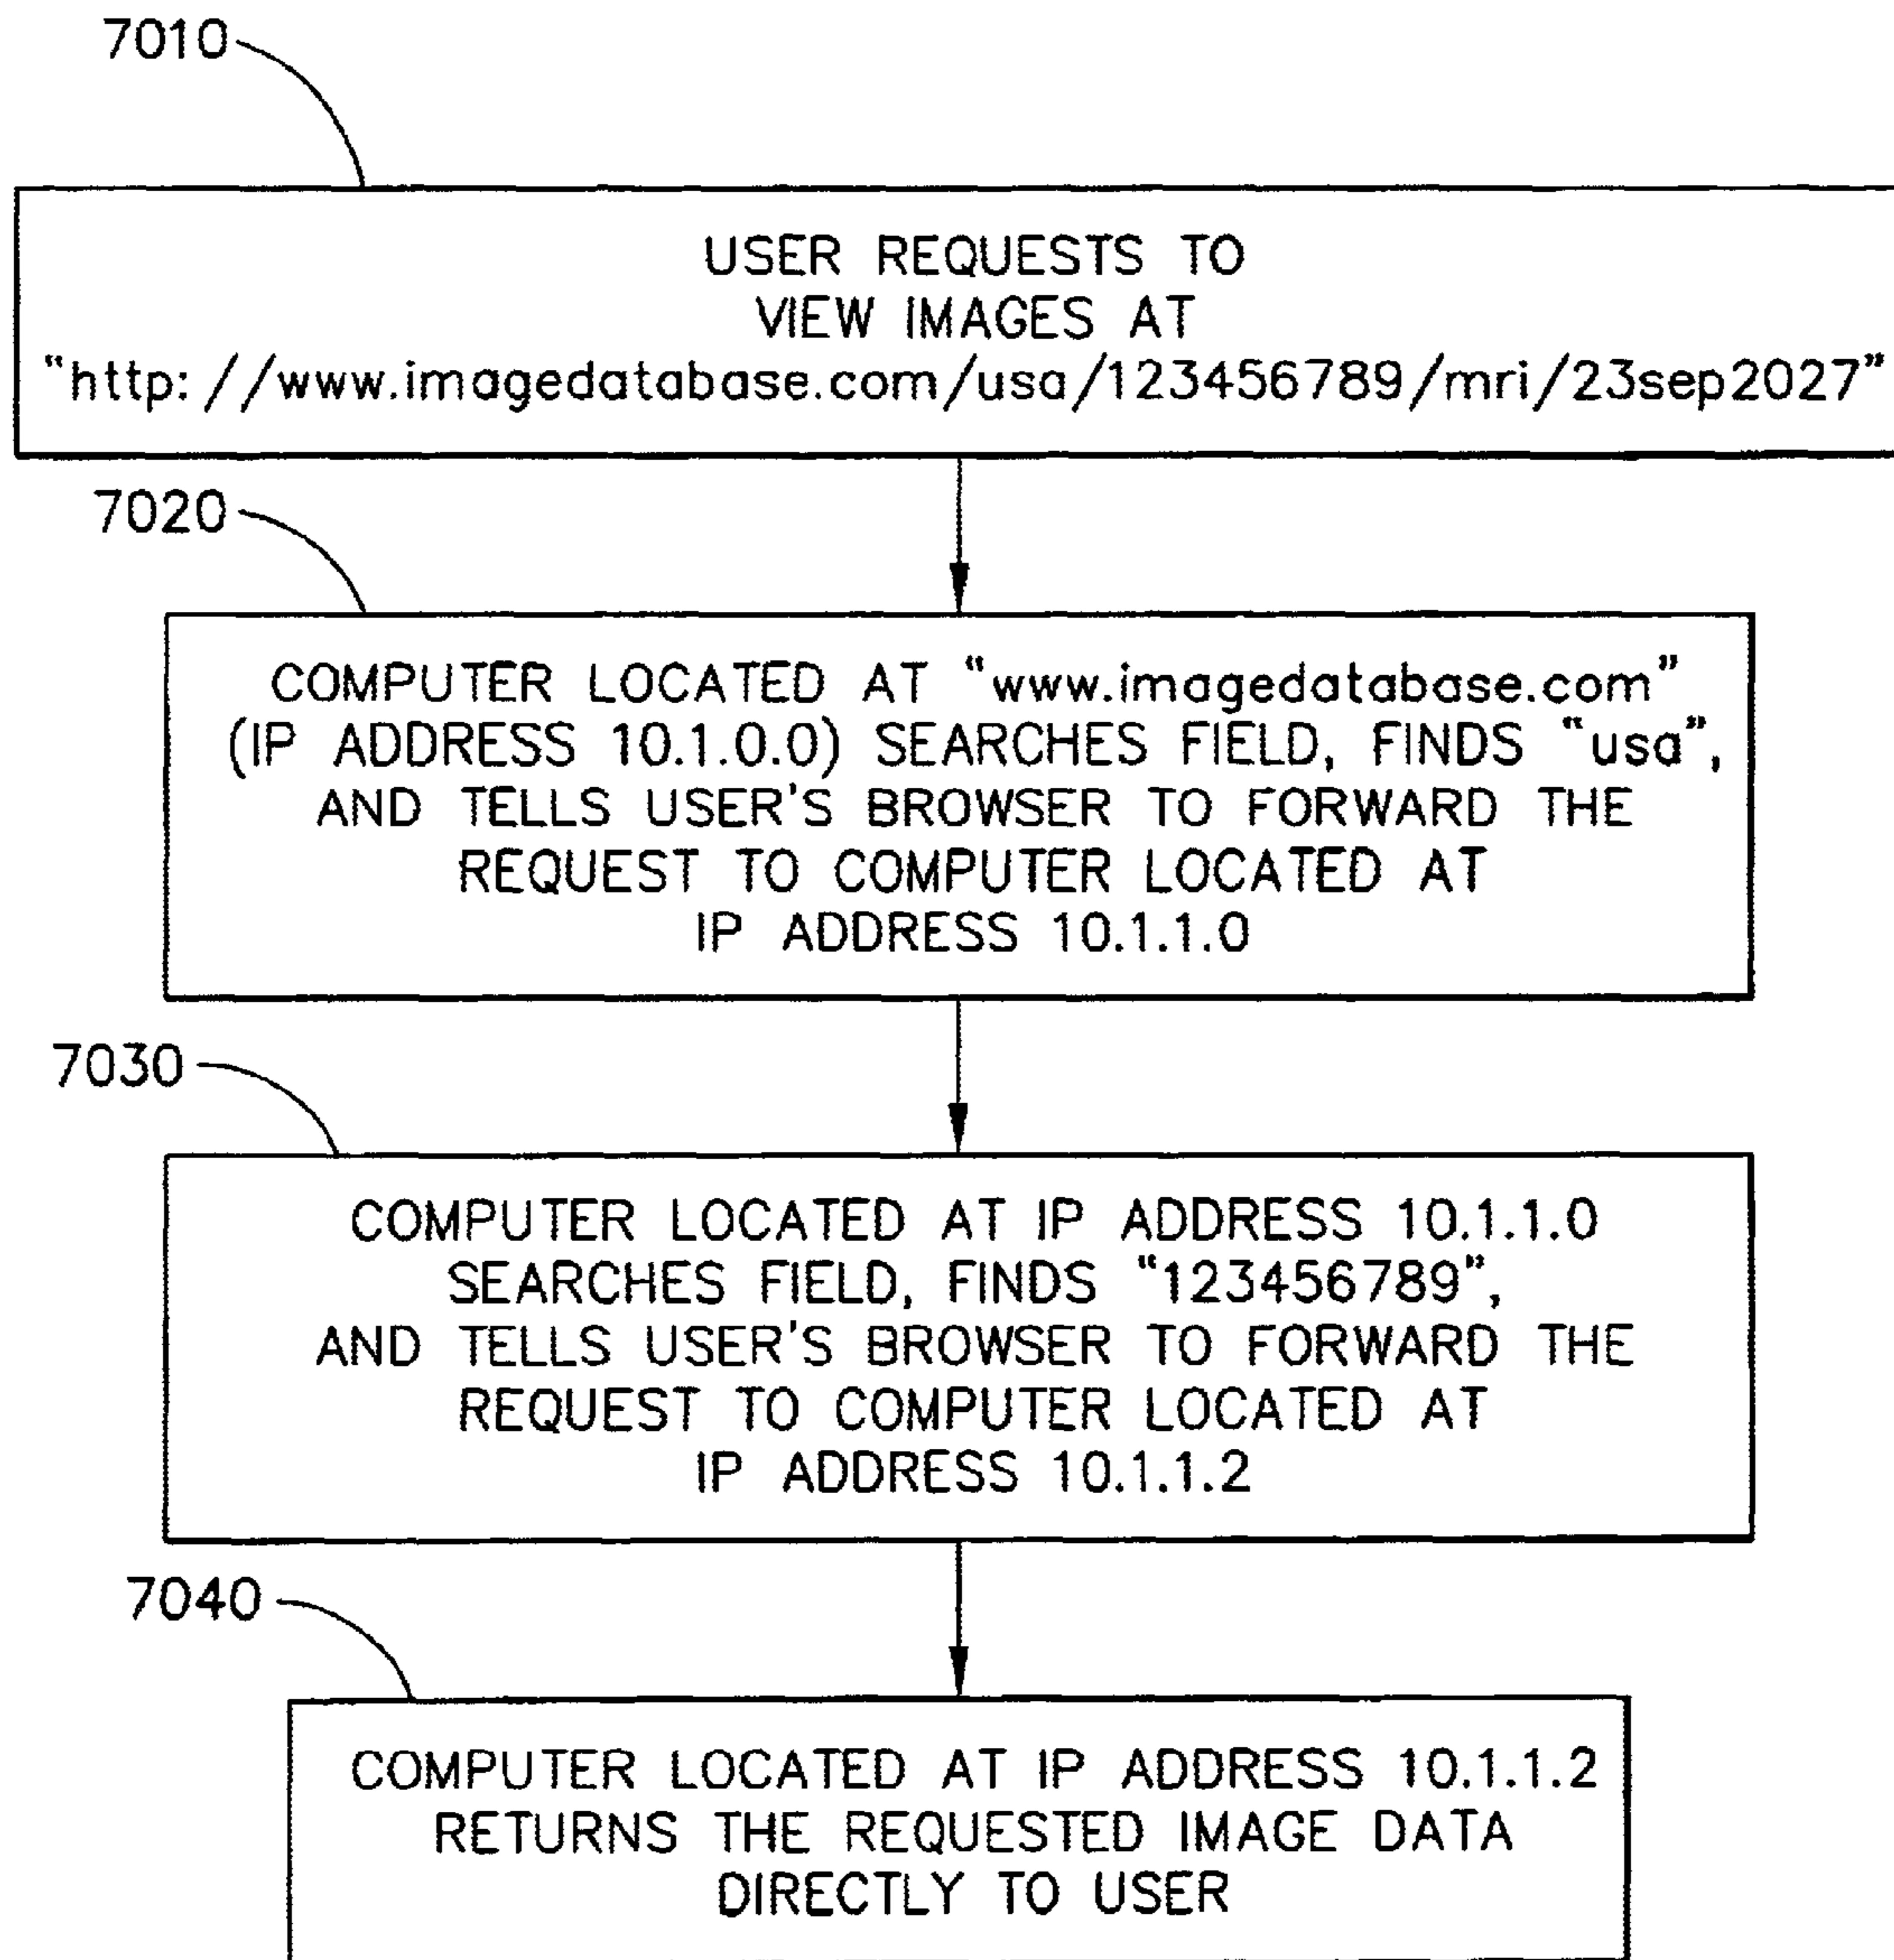 7010
USER REQUESTS TO
VIEW IMAGES AT
“http://www.imagedatabase.com/usa/123456789/mri/23sep2027”
7020
COMPUTER LOCATED AT “www.imagedatabase.com”
(IP ADDRESS 10.1.0.0) SEARCHES FIELD, FINDS “usa”,
AND TELLS USER'S BROWSER TO FORWARD THE
REQUEST TO COMPUTER LOCATED AT
IP ADDRESS 10.1.1.0
7030
COMPUTER LOCATED AT IP ADDRESS 10.1.1.0
SEARCHES FIELD, FINDS “123456789”,
AND TELLS USER'S BROWSER TO FORWARD THE
REQUEST TO COMPUTER LOCATED AT
IP ADDRESS 10.1.1.2
7040
COMPUTER LOCATED AT IP ADDRESS 10.1.1.2
RETURNS THE REQUESTED IMAGE DATA
DIRECTLY TO USER